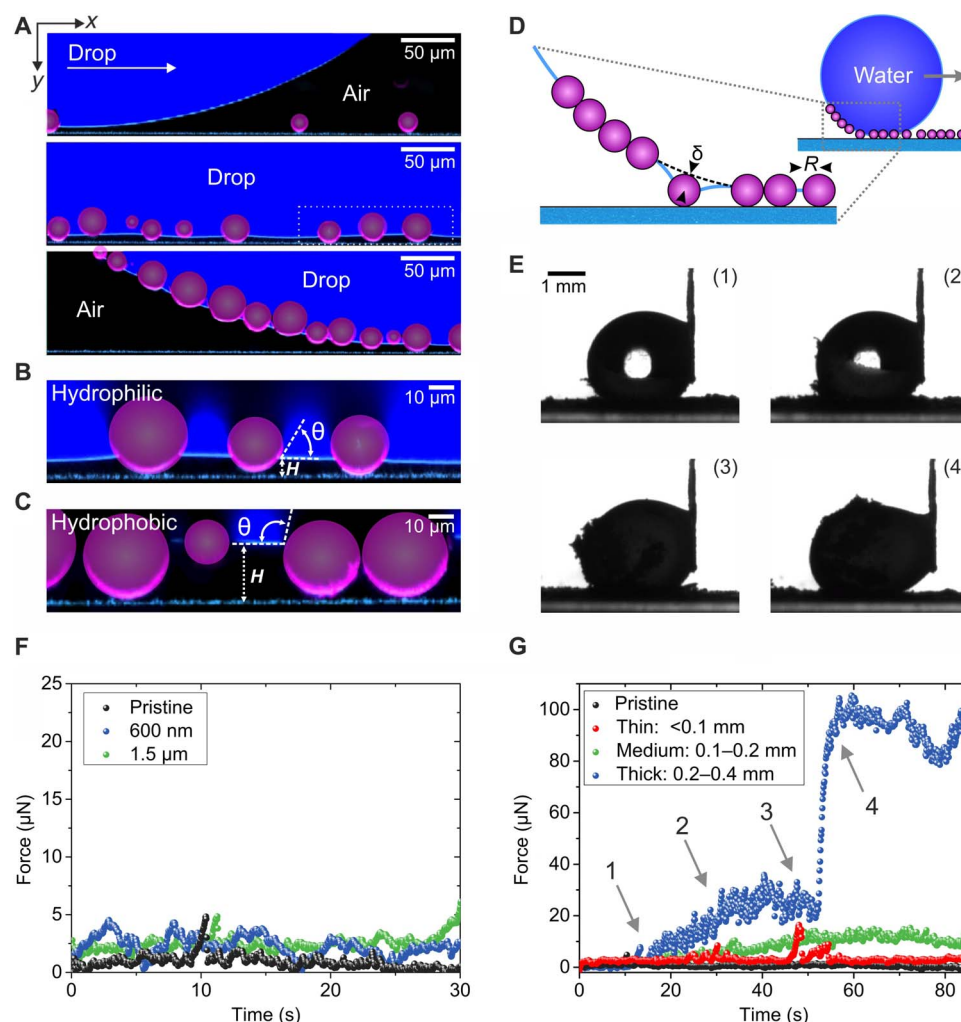 A
x
y
Drop
Air
50 µm
Drop
50 µm
Drop
Air
50 µm
B
Hydrophilic
θ
H
10 µm
C
Hydrophobic
θ
H
10 µm
D
Water
δ
R
E
1 mm
(1)
(2
(3)
(4
F
25
20
15
10
5
0
Force (µN)
Pristine
600 nm
1.5 µm
0 10 20 30
Time (s)
G
100
80
60
40
20
0
Force (µN)
Pristine
Thin: <0.1 mm
Medium: 0.1–0.2 mm
Thick: 0.2–0.4 mm
1
2
3
4
0 20 40 60 80
Time (s)